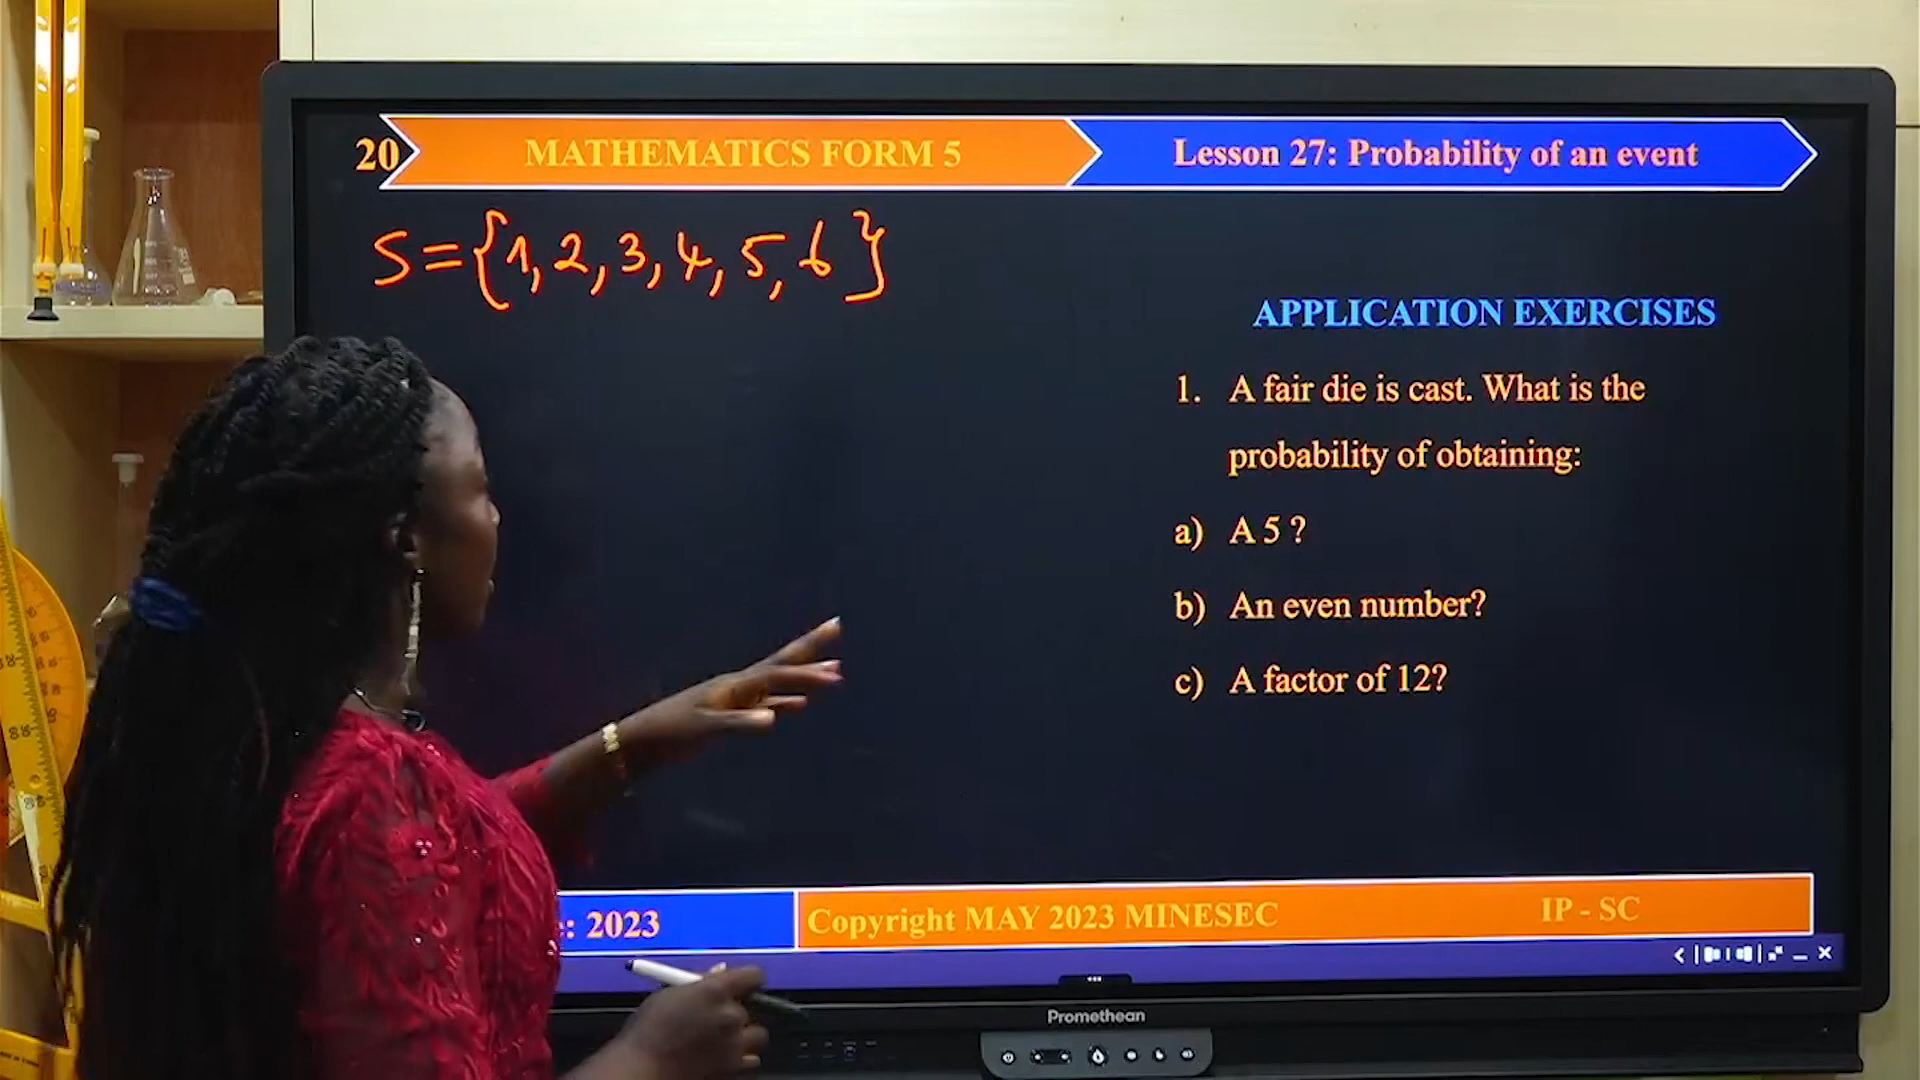 20
MATHEMATICS FORM 5
Lesson 27: Probability of an event
S={1,2,3,4,5,6}
APPLICATION EXERCISES
1. A fair die is cast. What is the
probability of obtaining:
a) A 5 ?
b) An even number?
c) A factor of 12?
: 2023
Copyright MAY 2023 MINESEC
IP - SC
Promethean